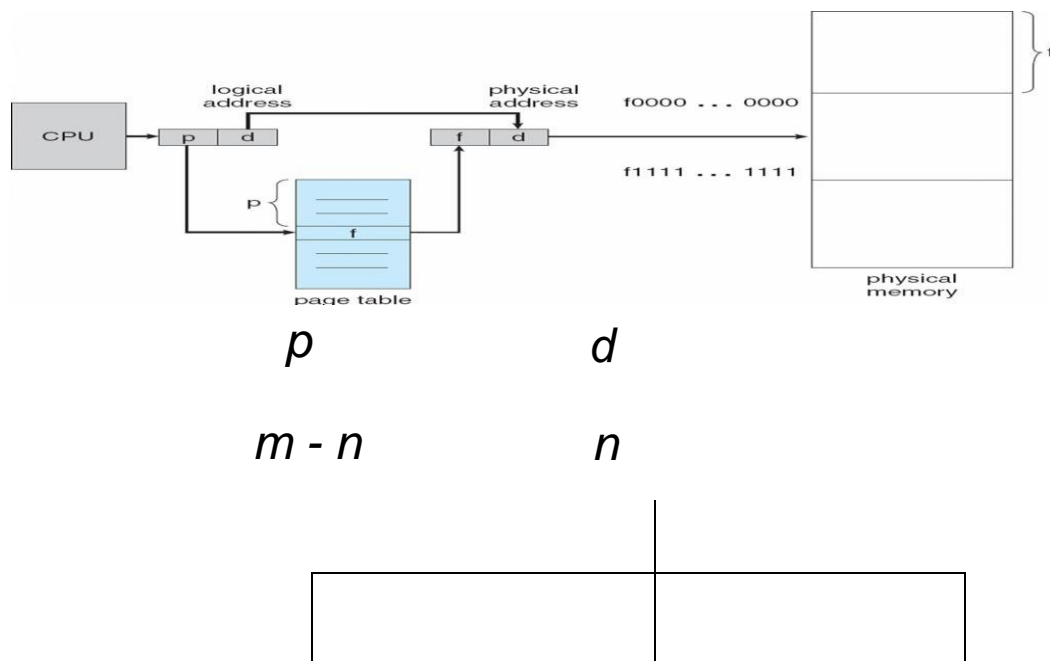 logical
address
physical
address
f0000 ... 0000
CPU
p d
f d
f1111 ... 1111
p
f
page table
physical
memory
p d
m - n n